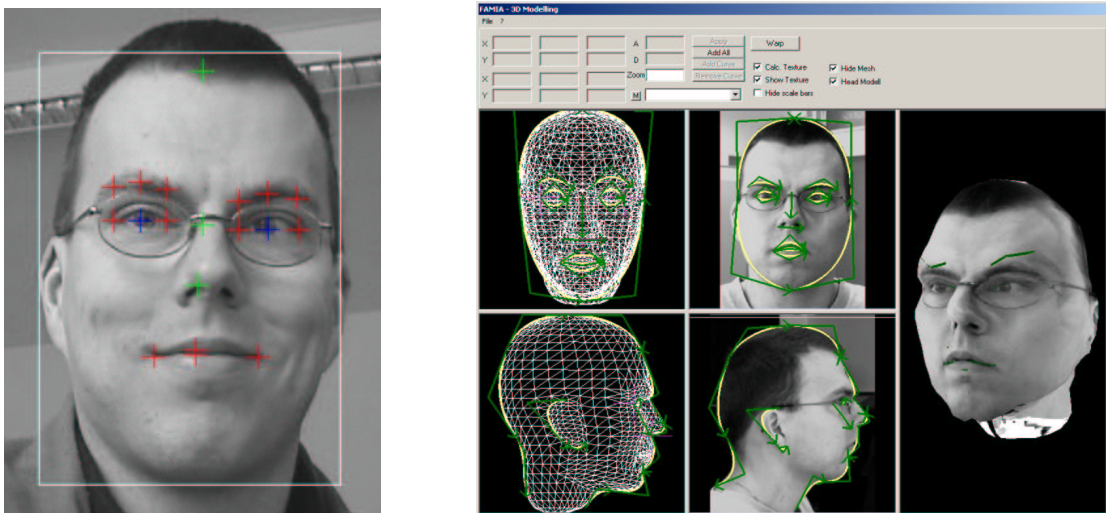 FAMIA - 3D Modelling
File ?
X A Apply Warp
Y D Add All
Add Curve Calc. Texture Hide Mesh
X Zoom Remove Curve Show Texture Head Modell
Y M Hide scale bars